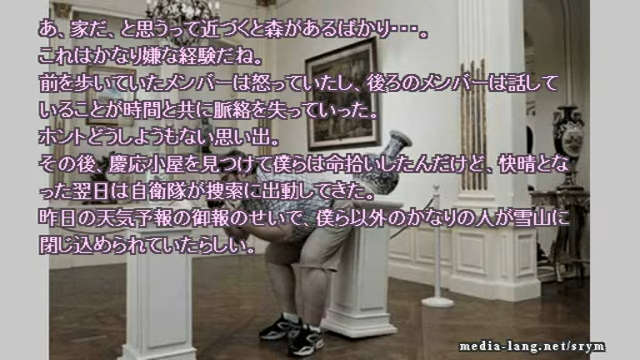 あ、家だ、と思うって近づくと森があるばかり・・・。
これはかなり嫌な経験だね。
前を歩いていたメンバーは怒っていたし、後ろのメンバーは話して
いることが時間と共に脈絡を失っていった。
ホントどうしようもない思い出。
その後、慶応小屋を見つけて僕らは命拾いしたんだけど、快晴とな
った翌日は自衛隊が捜索に出動してきた。
昨日の天気予報の御報のせいで、僕ら以外のかなりの人が雪山に
閉じ込められていたらしい。
media-lang.net/srym